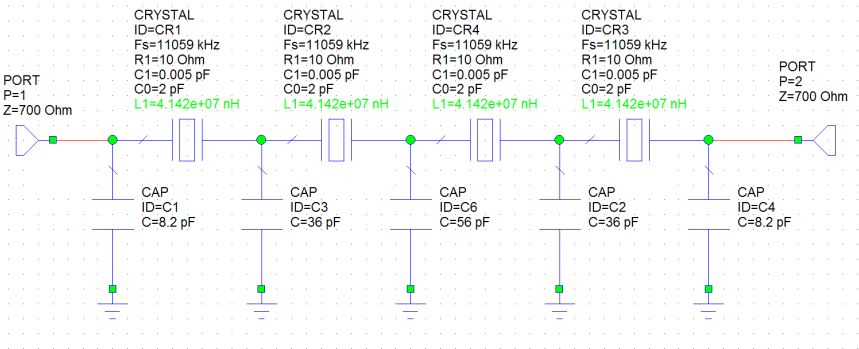 CRYSTAL
ID=CR1
Fs=11059 kHz
R1=10 Ohm
C1=0.005 pF
C0=2 pF
L1=4.142e+07 nH
CRYSTAL
ID=CR2
Fs=11059 kHz
R1=10 Ohm
C1=0.005 pF
C0=2 pF
L1=4.142e+07 nH
CRYSTAL
ID=CR4
Fs=11059 kHz
R1=10 Ohm
C1=0.005 pF
C0=2 pF
L1=4.142e+07 nH
CRYSTAL
ID=CR3
Fs=11059 kHz
R1=10 Ohm
C1=0.005 pF
C0=2 pF
L1=4.142e+07 nH
PORT
P=1
Z=700 Ohm
PORT
P=2
Z=700 Ohm
CAP
ID=C1
C=8.2 pF
CAP
ID=C3
C=36 pF
CAP
ID=C6
C=56 pF
CAP
ID=C2
C=36 pF
CAP
ID=C4
C=8.2 pF